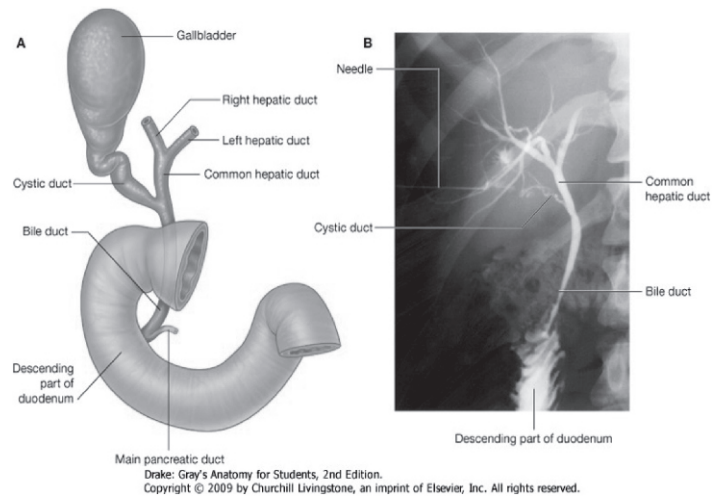 A
Gallbladder
Right hepatic duct
Left hepatic duct
Common hepatic duct
Cystic duct
Bile duct
Descending
part of
duodenum
Main pancreatic duct
B
Needle
Cystic duct
Common
hepatic duct
Bile duct
Descending part of duodenum
Drake: Gray's Anatomy for Students, 2nd Edition.
Copyright © 2009 by Churchill Livingstone, an imprint of Elsevier, Inc. All rights reserved.